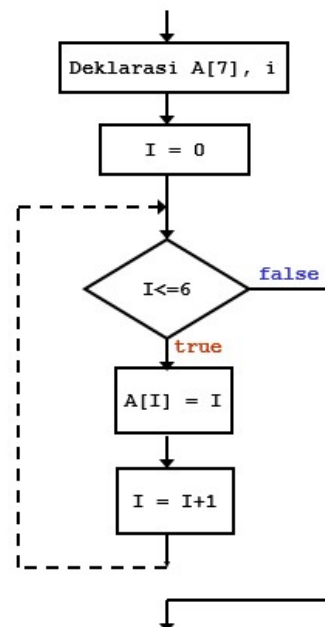 Deklarasi A[7], i
I = 0
I<=6
false
true
A[I] = I
I = I+1